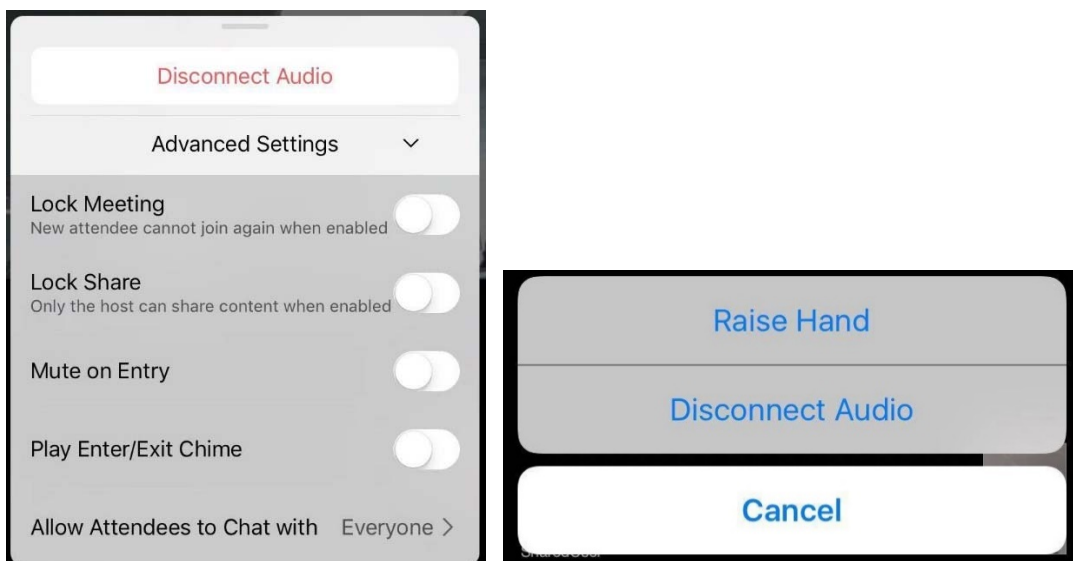 Disconnect Audio
Advanced Settings
Lock Meeting
New attendee cannot join again when enabled
Lock Share
Only the host can share content when enabled
Mute on Entry
Play Enter/Exit Chime
Allow Attendees to Chat with Everyone >
Raise Hand
Disconnect Audio
Cancel